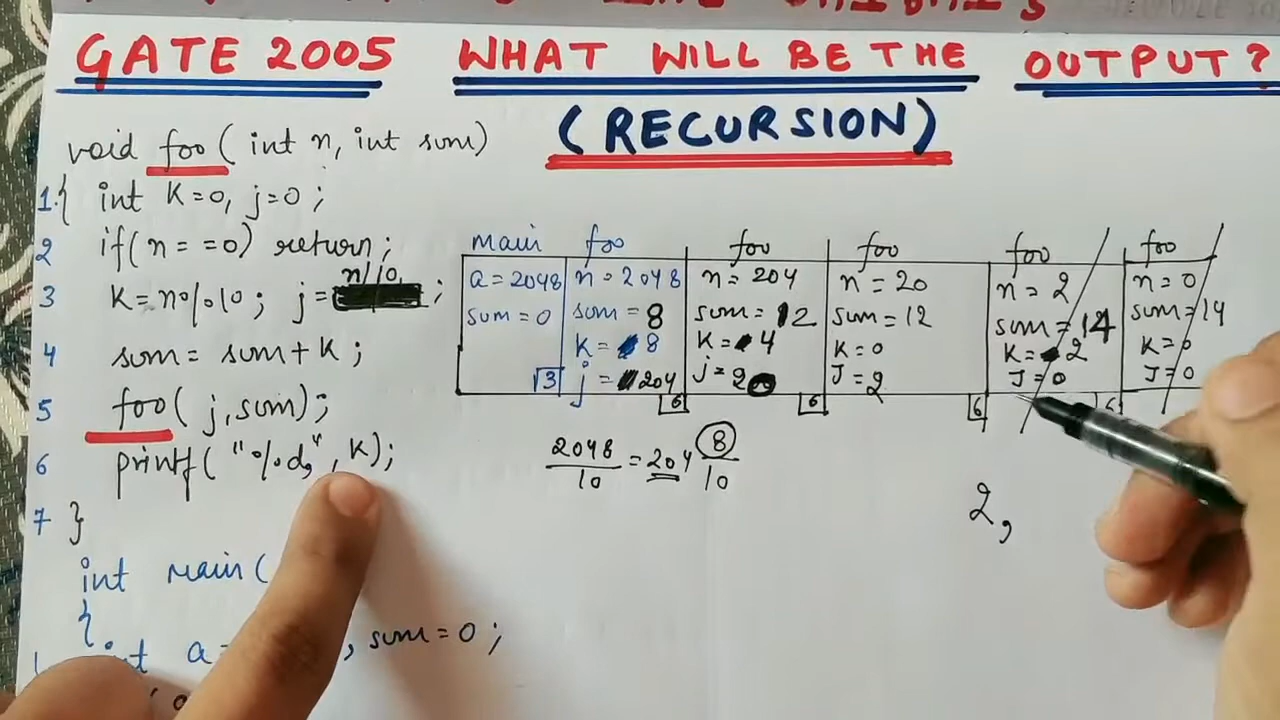 GATE 2005 WHAT WILL BE THE OUTPUT?
(RECURSION)
void foo( int n, int sum)
1 { int K=0, j=0;
2 if(n==0) return;
n/10
3 K=n%10; j= ;
4 sum= sum+K;
5 foo( j,sum);
6 printf( "%d," , K);
7 }
int main(
{
int a= , sum=0;
main foo foo foo foo foo
a=2048 n=2048 n=204 n=20 n=2 n=0
sum=0 sum=8 sum=12 sum=12 sum=14 sum=14
K=8 K=4 K=0 K=2 K=0
3 j=204 j=20 J=2 J=0 J=0
6 6 6 6
2048/10 = 204 8/10
2,